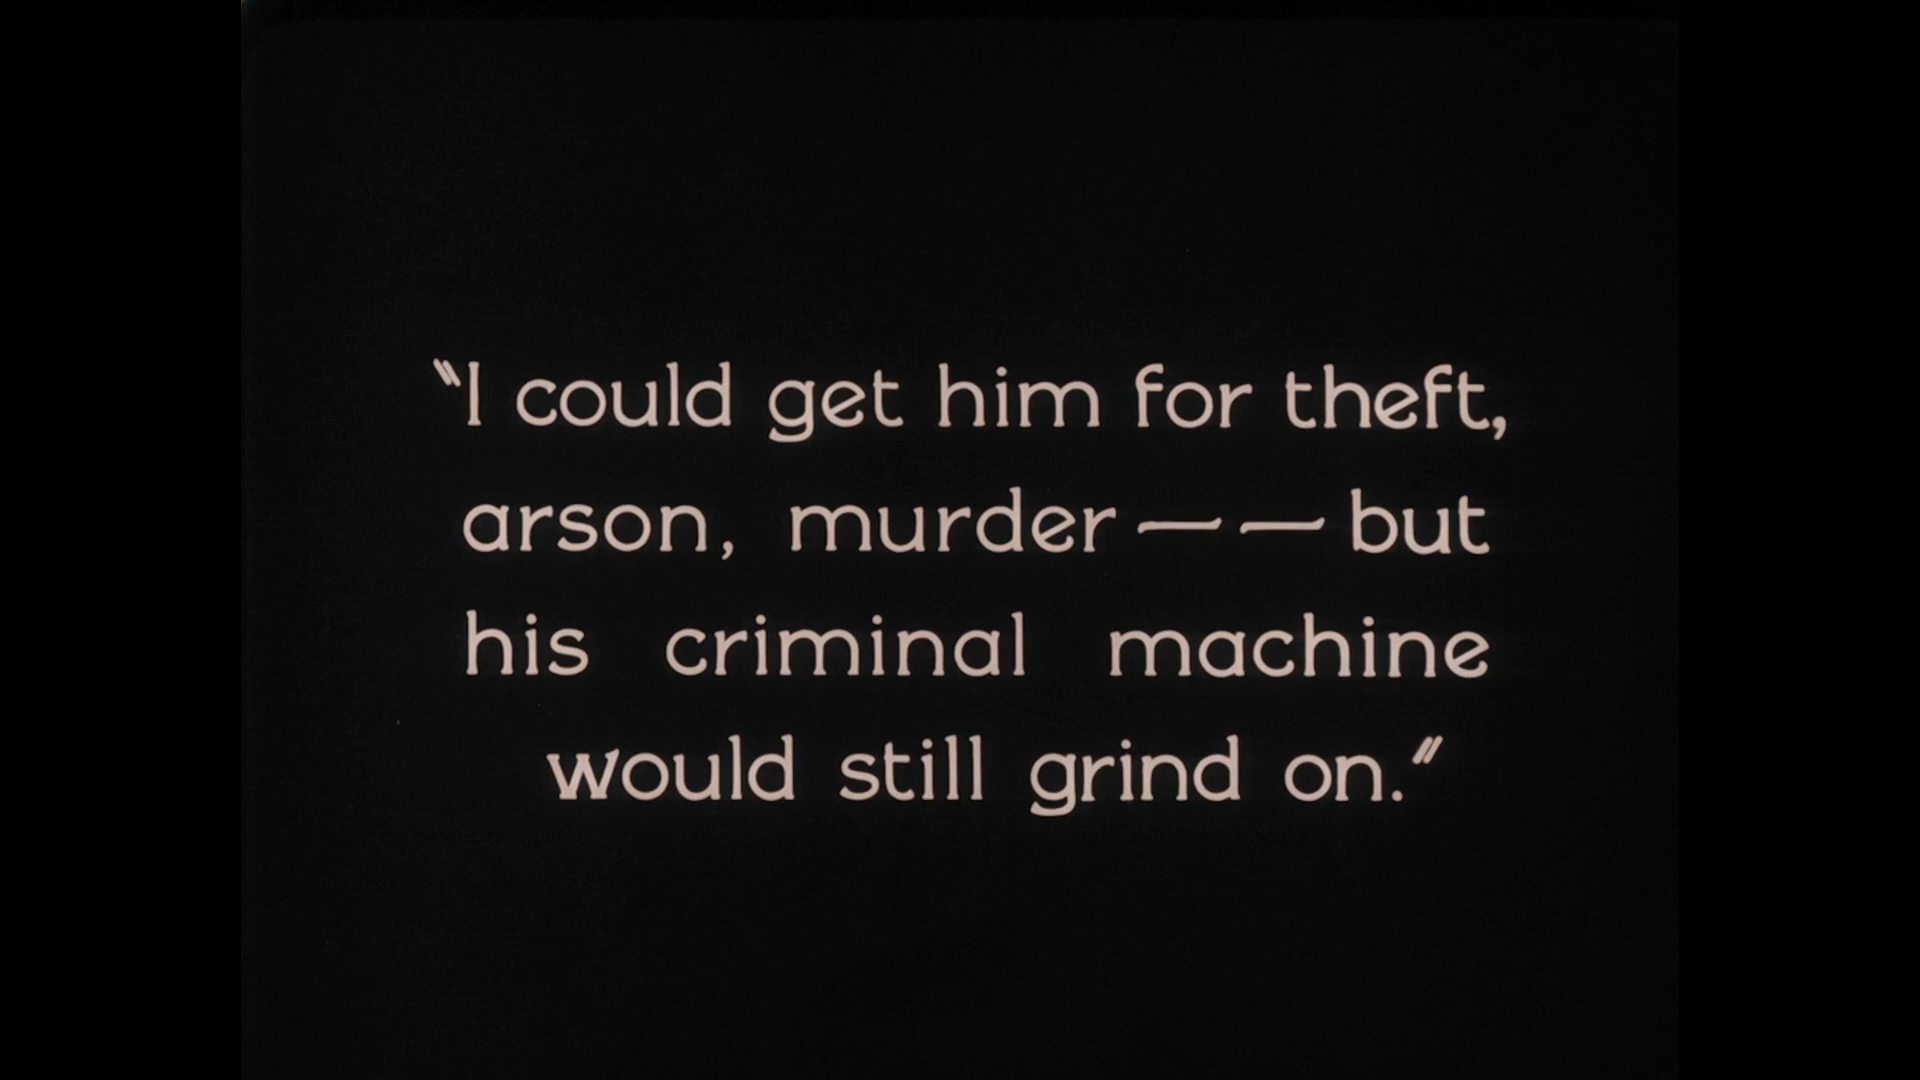 "I could get him for theft,
arson, murder — — but
his criminal machine
would still grind on."